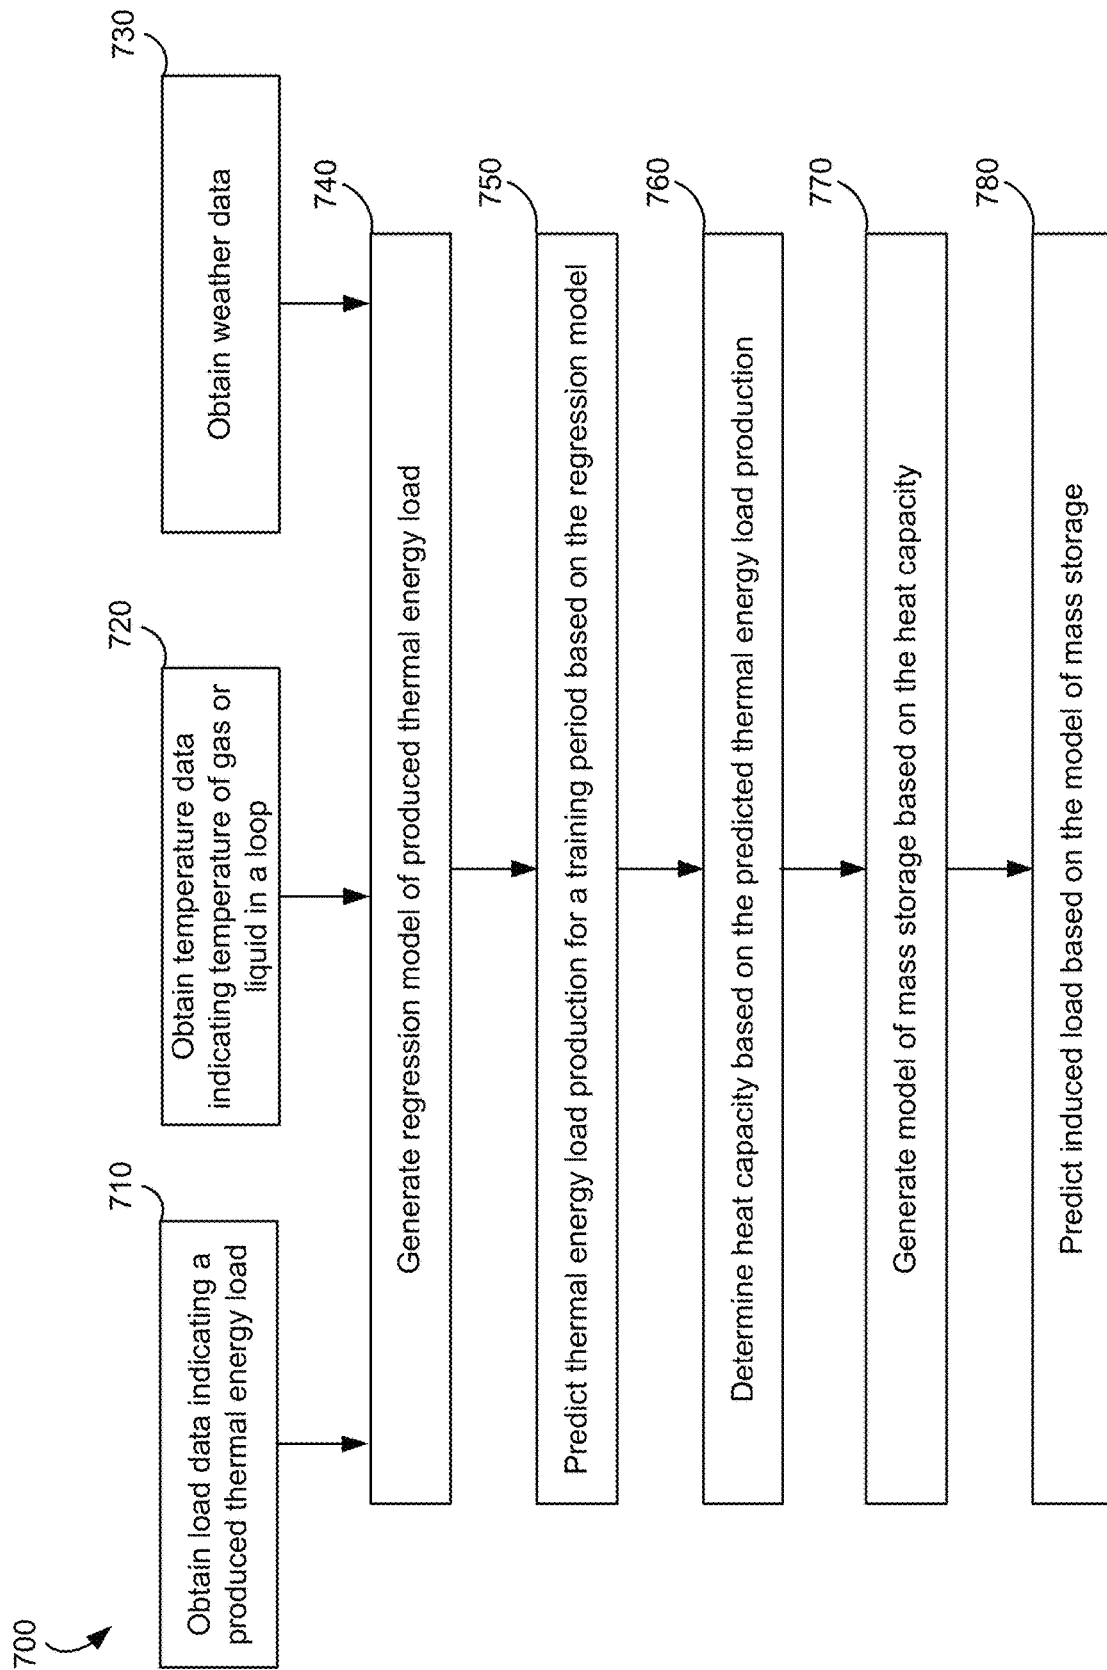 700
710
Obtain load data indicating a
produced thermal energy load
720
Obtain temperature data
indicating temperature of gas or
liquid in a loop
730
Obtain weather data
740
Generate regression model of produced thermal energy load
750
Predict thermal energy load production for a training period based on the regression model
760
Determine heat capacity based on the predicted thermal energy load production
770
Generate model of mass storage based on the heat capacity
780
Predict induced load based on the model of mass storage